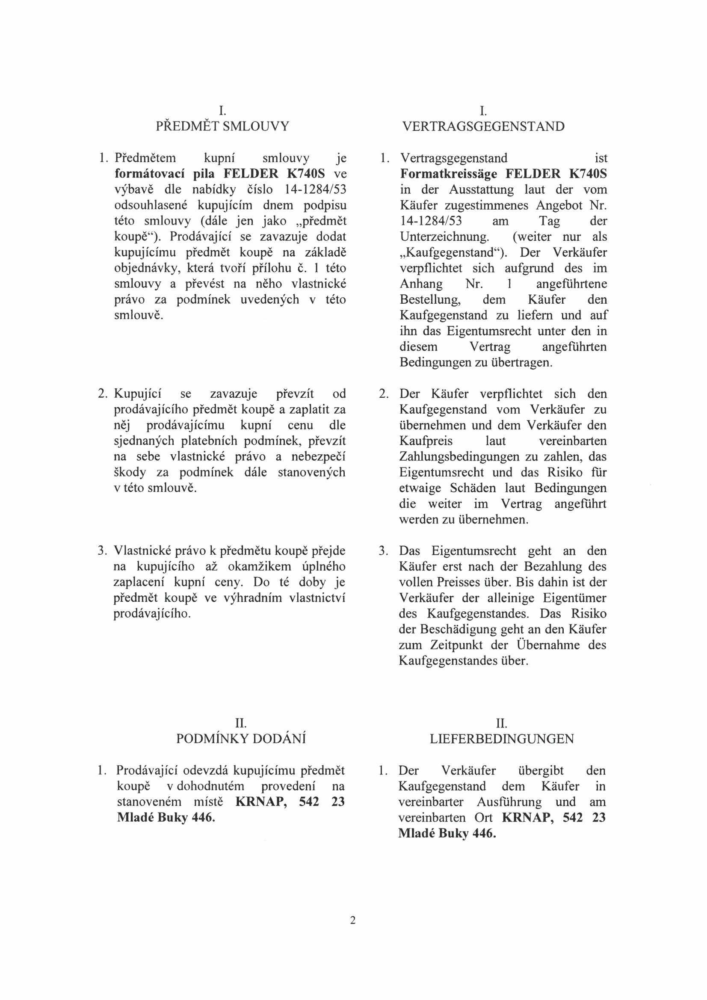 I.
PŘEDMĚT SMLOUVY
1. Předmětem kupní smlouvy je
formátovací pila FELDER K740S ve
výbavě dle nabídky číslo 14-1284/53
odsouhlasené kupujícím dnem podpisu
této smlouvy (dále jen jako „předmět
koupě“). Prodávající se zavazuje dodat
kupujícímu předmět koupě na základě
objednávky, která tvoří přílohu č. 1 této
smlouvy a převést na něho vlastnické
právo za podmínek uvedených v této
smlouvě.
2. Kupující se zavazuje převzít od
prodávajícího předmět koupě a zaplatit za
něj prodávajícímu kupní cenu dle
sjednaných platebních podmínek, převzít
na sebe vlastnické právo a nebezpečí
škody za podmínek dále stanovených
v této smlouvě.
3. Vlastnické právo k předmětu koupě přejde
na kupujícího až okamžikem úplného
zaplacení kupní ceny. Do té doby je
předmět koupě ve výhradním vlastnictví
prodávajícího.
II.
PODMÍNKY DODÁNÍ
1. Prodávající odevzdá kupujícímu předmět
koupě v dohodnutém provedení na
stanoveném místě KRNAP, 542 23
Mladé Buky 446.
I.
VERTRAGSGEGENSTAND
1. Vertragsgegenstand ist
Formatkreissäge FELDER K740S
in der Ausstattung laut der vom
Käufer zugestimmenes Angebot Nr.
14-1284/53 am Tag der
Unterzeichnung. (weiter nur als
„Kaufgegenstand“). Der Verkäufer
verpflichtet sich aufgrund des im
Anhang Nr. 1 angeführtene
Bestellung, dem Käufer den
Kaufgegenstand zu liefern und auf
ihn das Eigentumsrecht unter den in
diesem Vertrag angeführten
Bedingungen zu übertragen.
2. Der Käufer verpflichtet sich den
Kaufgegenstand vom Verkäufer zu
übernehmen und dem Verkäufer den
Kaufpreis laut vereinbarten
Zahlungsbedingungen zu zahlen, das
Eigentumsrecht und das Risiko für
etwaige Schäden laut Bedingungen
die weiter im Vertrag angeführt
werden zu übernehmen.
3. Das Eigentumsrecht geht an den
Käufer erst nach der Bezahlung des
vollen Preisses über. Bis dahin ist der
Verkäufer der alleinige Eigentümer
des Kaufgegenstandes. Das Risiko
der Beschädigung geht an den Käufer
zum Zeitpunkt der Übernahme des
Kaufgegenstandes über.
II.
LIEFERBEDINGUNGEN
1. Der Verkäufer übergibt den
Kaufgegenstand dem Käufer in
vereinbarter Ausführung und am
vereinbarten Ort KRNAP, 542 23
Mladé Buky 446.
2